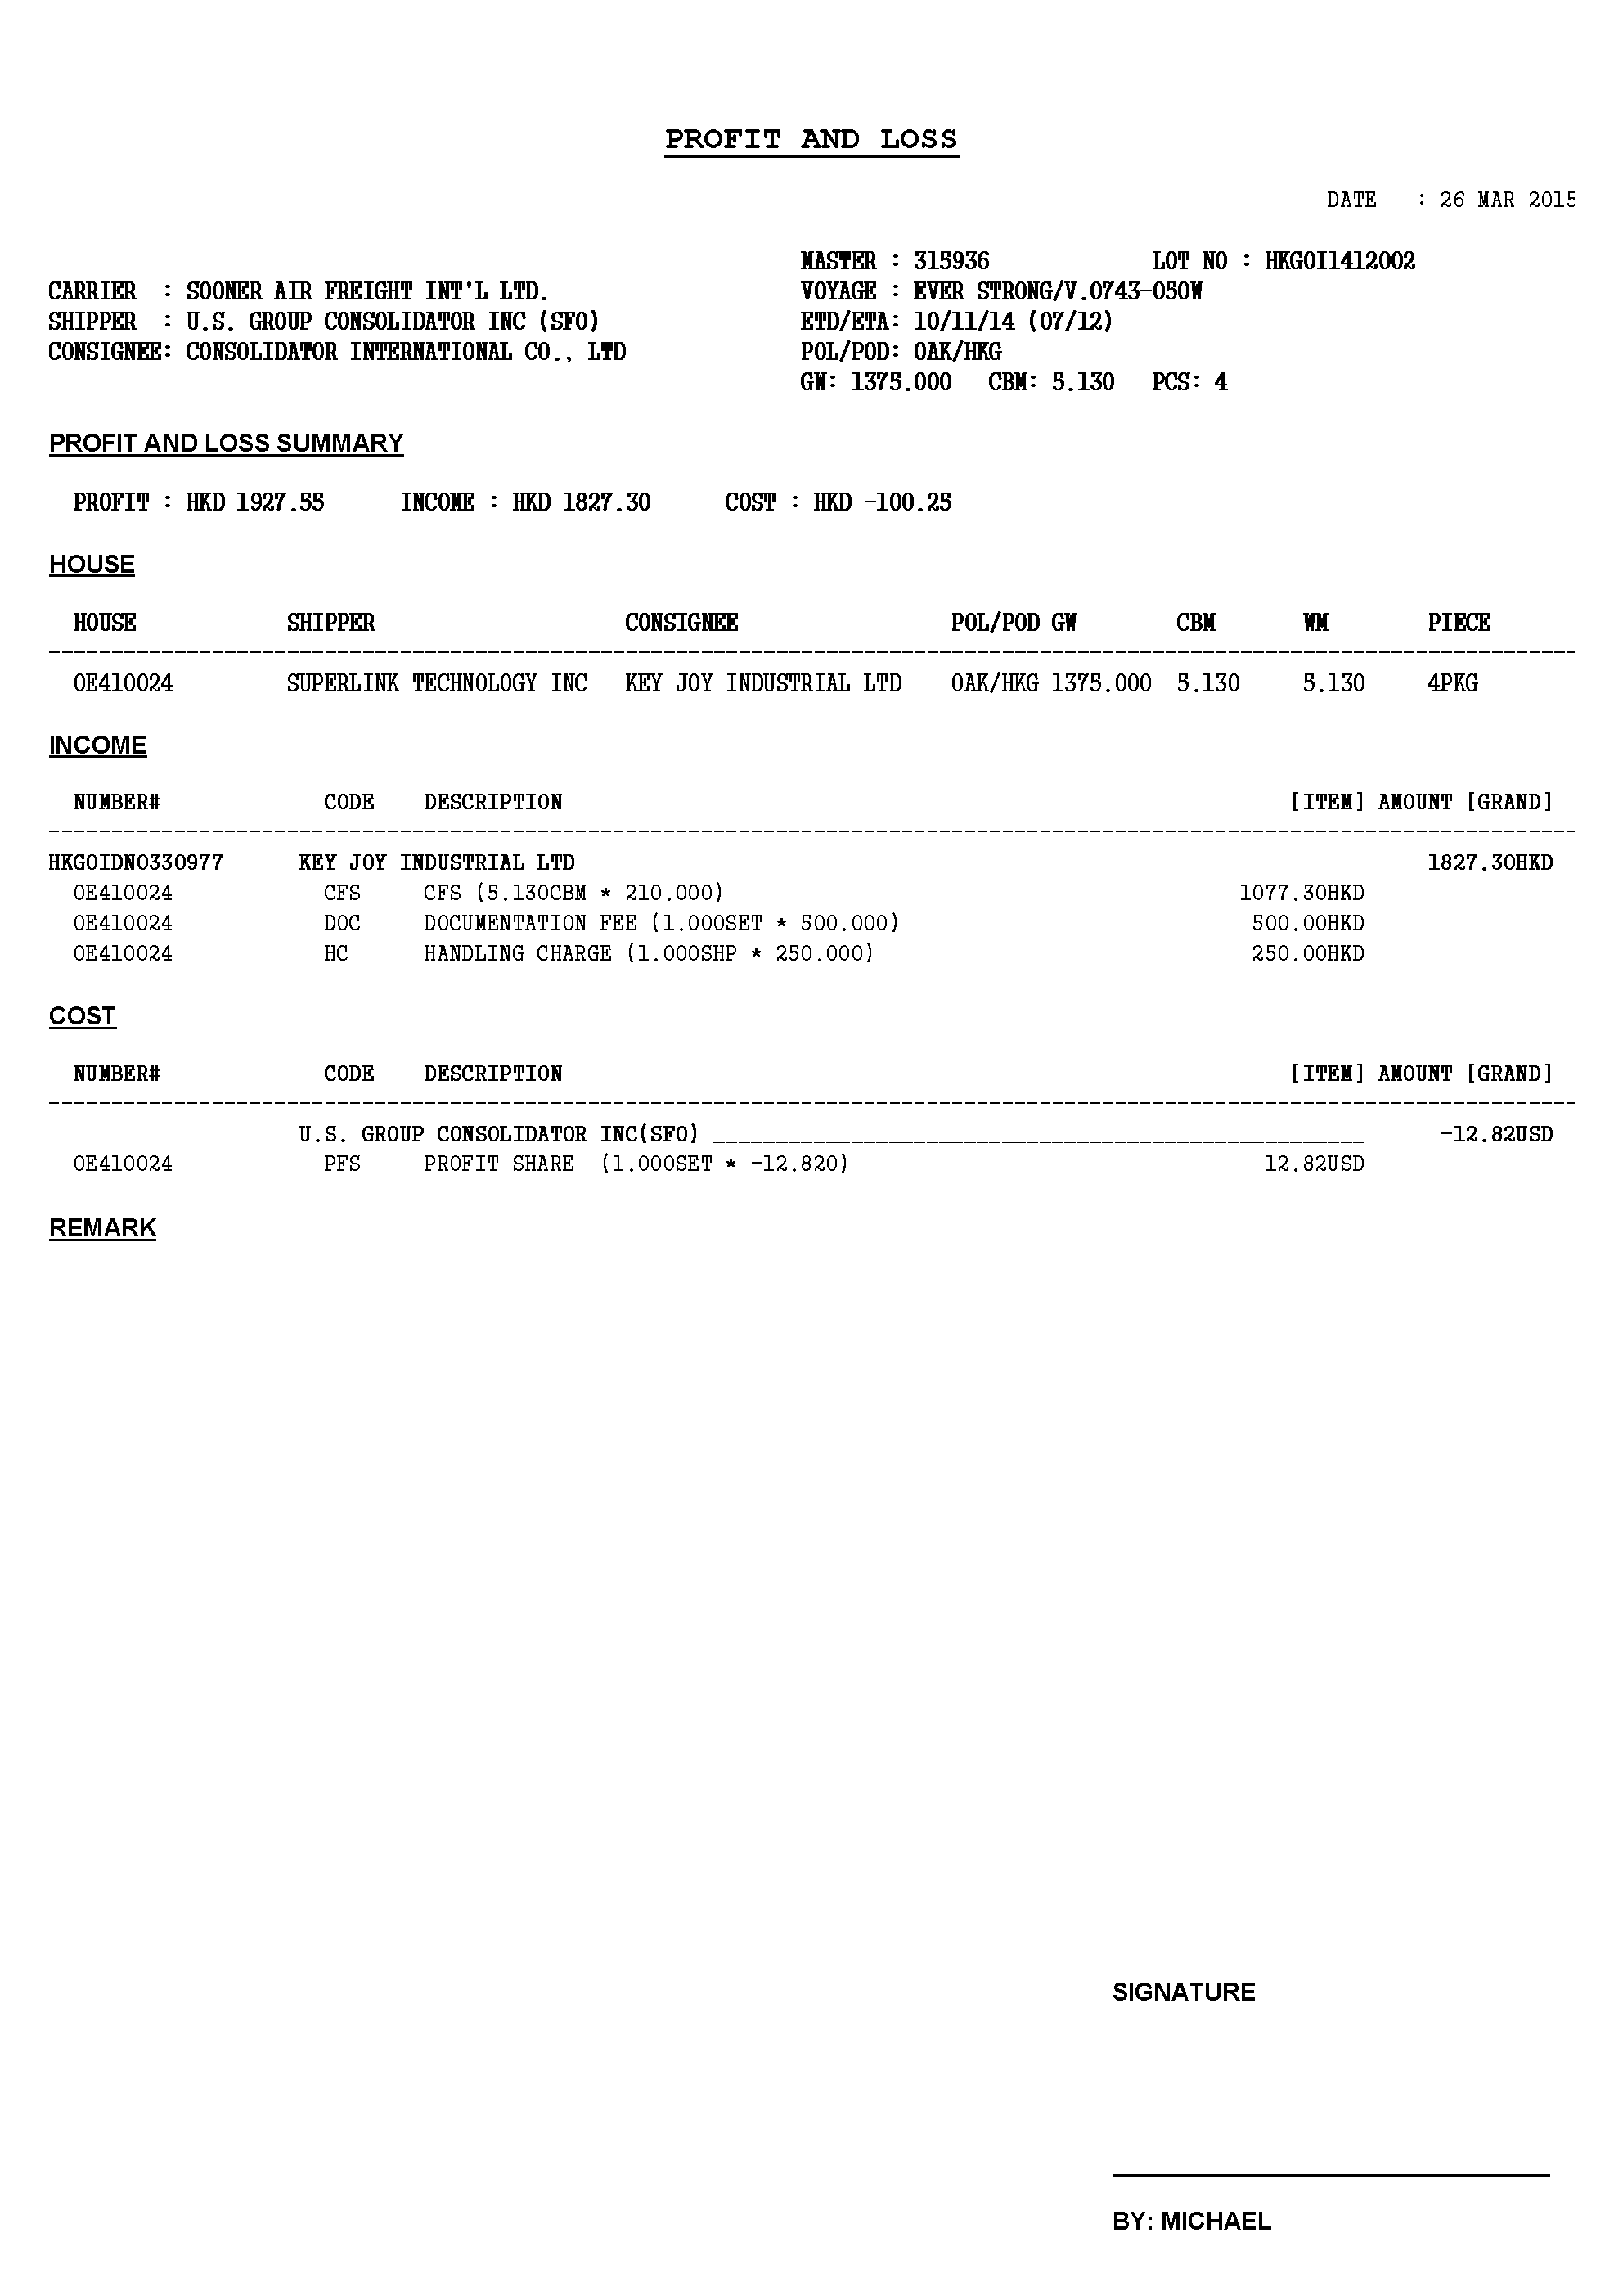 PROFIT AND LOSS
DATE : 26 MAR 2015
MASTER : 315936 LOT NO : HKGOI1412002
CARRIER : SOONER AIR FREIGHT INT'L LTD. VOYAGE : EVER STRONG/V.0743-050W
SHIPPER : U.S. GROUP CONSOLIDATOR INC (SFO) ETD/ETA: 10/11/14 (07/12)
CONSIGNEE: CONSOLIDATOR INTERNATIONAL CO., LTD POL/POD: OAK/HKG
GW: 1375.000 CBM: 5.130 PCS: 4
PROFIT AND LOSS SUMMARY
PROFIT : HKD 1927.55 INCOME : HKD 1827.30 COST : HKD -100.25
HOUSE
HOUSE SHIPPER CONSIGNEE POL/POD GW CBM WM PIECE
OE410024 SUPERLINK TECHNOLOGY INC KEY JOY INDUSTRIAL LTD OAK/HKG 1375.000 5.130 5.130 4PKG
INCOME
NUMBER# CODE DESCRIPTION [ITEM] AMOUNT [GRAND]
HKGOIDN0330977 KEY JOY INDUSTRIAL LTD 1827.30HKD
OE410024 CFS CFS (5.130CBM * 210.000) 1077.30HKD
OE410024 DOC DOCUMENTATION FEE (1.000SET * 500.000) 500.00HKD
OE410024 HC HANDLING CHARGE (1.000SHP * 250.000) 250.00HKD
COST
NUMBER# CODE DESCRIPTION [ITEM] AMOUNT [GRAND]
U.S. GROUP CONSOLIDATOR INC(SFO) -12.82USD
OE410024 PFS PROFIT SHARE (1.000SET * -12.820) 12.82USD
REMARK
SIGNATURE
BY: MICHAEL